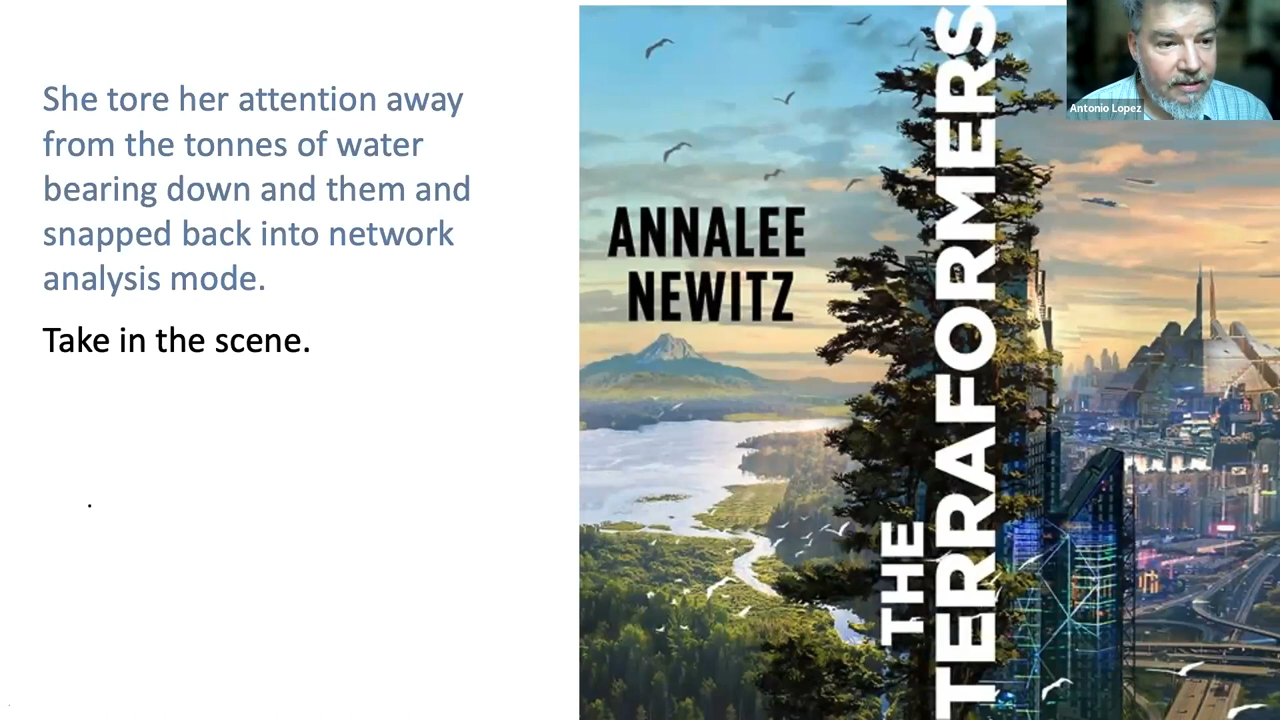 She tore her attention away
from the tonnes of water
bearing down and them and
snapped back into network
analysis mode.
Take in the scene.
.
ANNALEE
NEWITZ
THE
TERRAFORMERS
Antonio Lopez